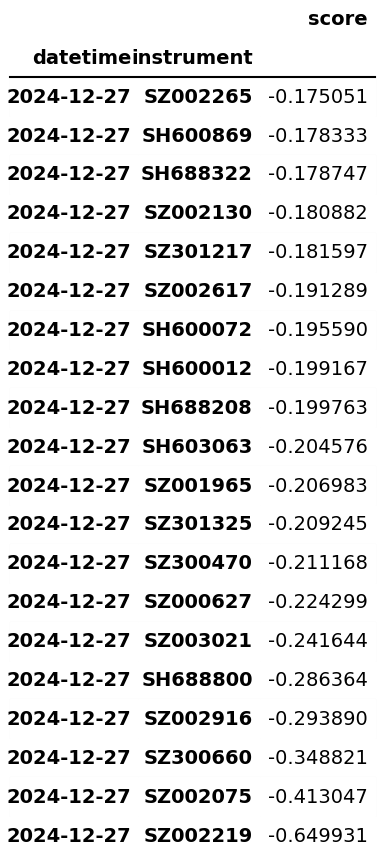 score
datetime instrument
2024-12-27 SZ002265 -0.175051
2024-12-27 SH600869 -0.178333
2024-12-27 SH688322 -0.178747
2024-12-27 SZ002130 -0.180882
2024-12-27 SZ301217 -0.181597
2024-12-27 SZ002617 -0.191289
2024-12-27 SH600072 -0.195590
2024-12-27 SH600012 -0.199167
2024-12-27 SH688208 -0.199763
2024-12-27 SH603063 -0.204576
2024-12-27 SZ001965 -0.206983
2024-12-27 SZ301325 -0.209245
2024-12-27 SZ300470 -0.211168
2024-12-27 SZ000627 -0.224299
2024-12-27 SZ003021 -0.241644
2024-12-27 SH688800 -0.286364
2024-12-27 SZ002916 -0.293890
2024-12-27 SZ300660 -0.348821
2024-12-27 SZ002075 -0.413047
2024-12-27 SZ002219 -0.649931